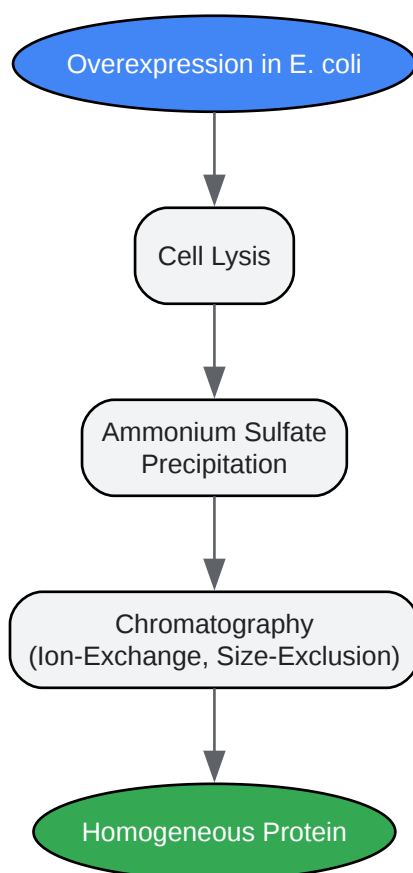 Overexpression in E. coli
Cell Lysis
Ammonium Sulfate
Precipitation
Chromatography
(Ion-Exchange, Size-Exclusion)
Homogeneous Protein